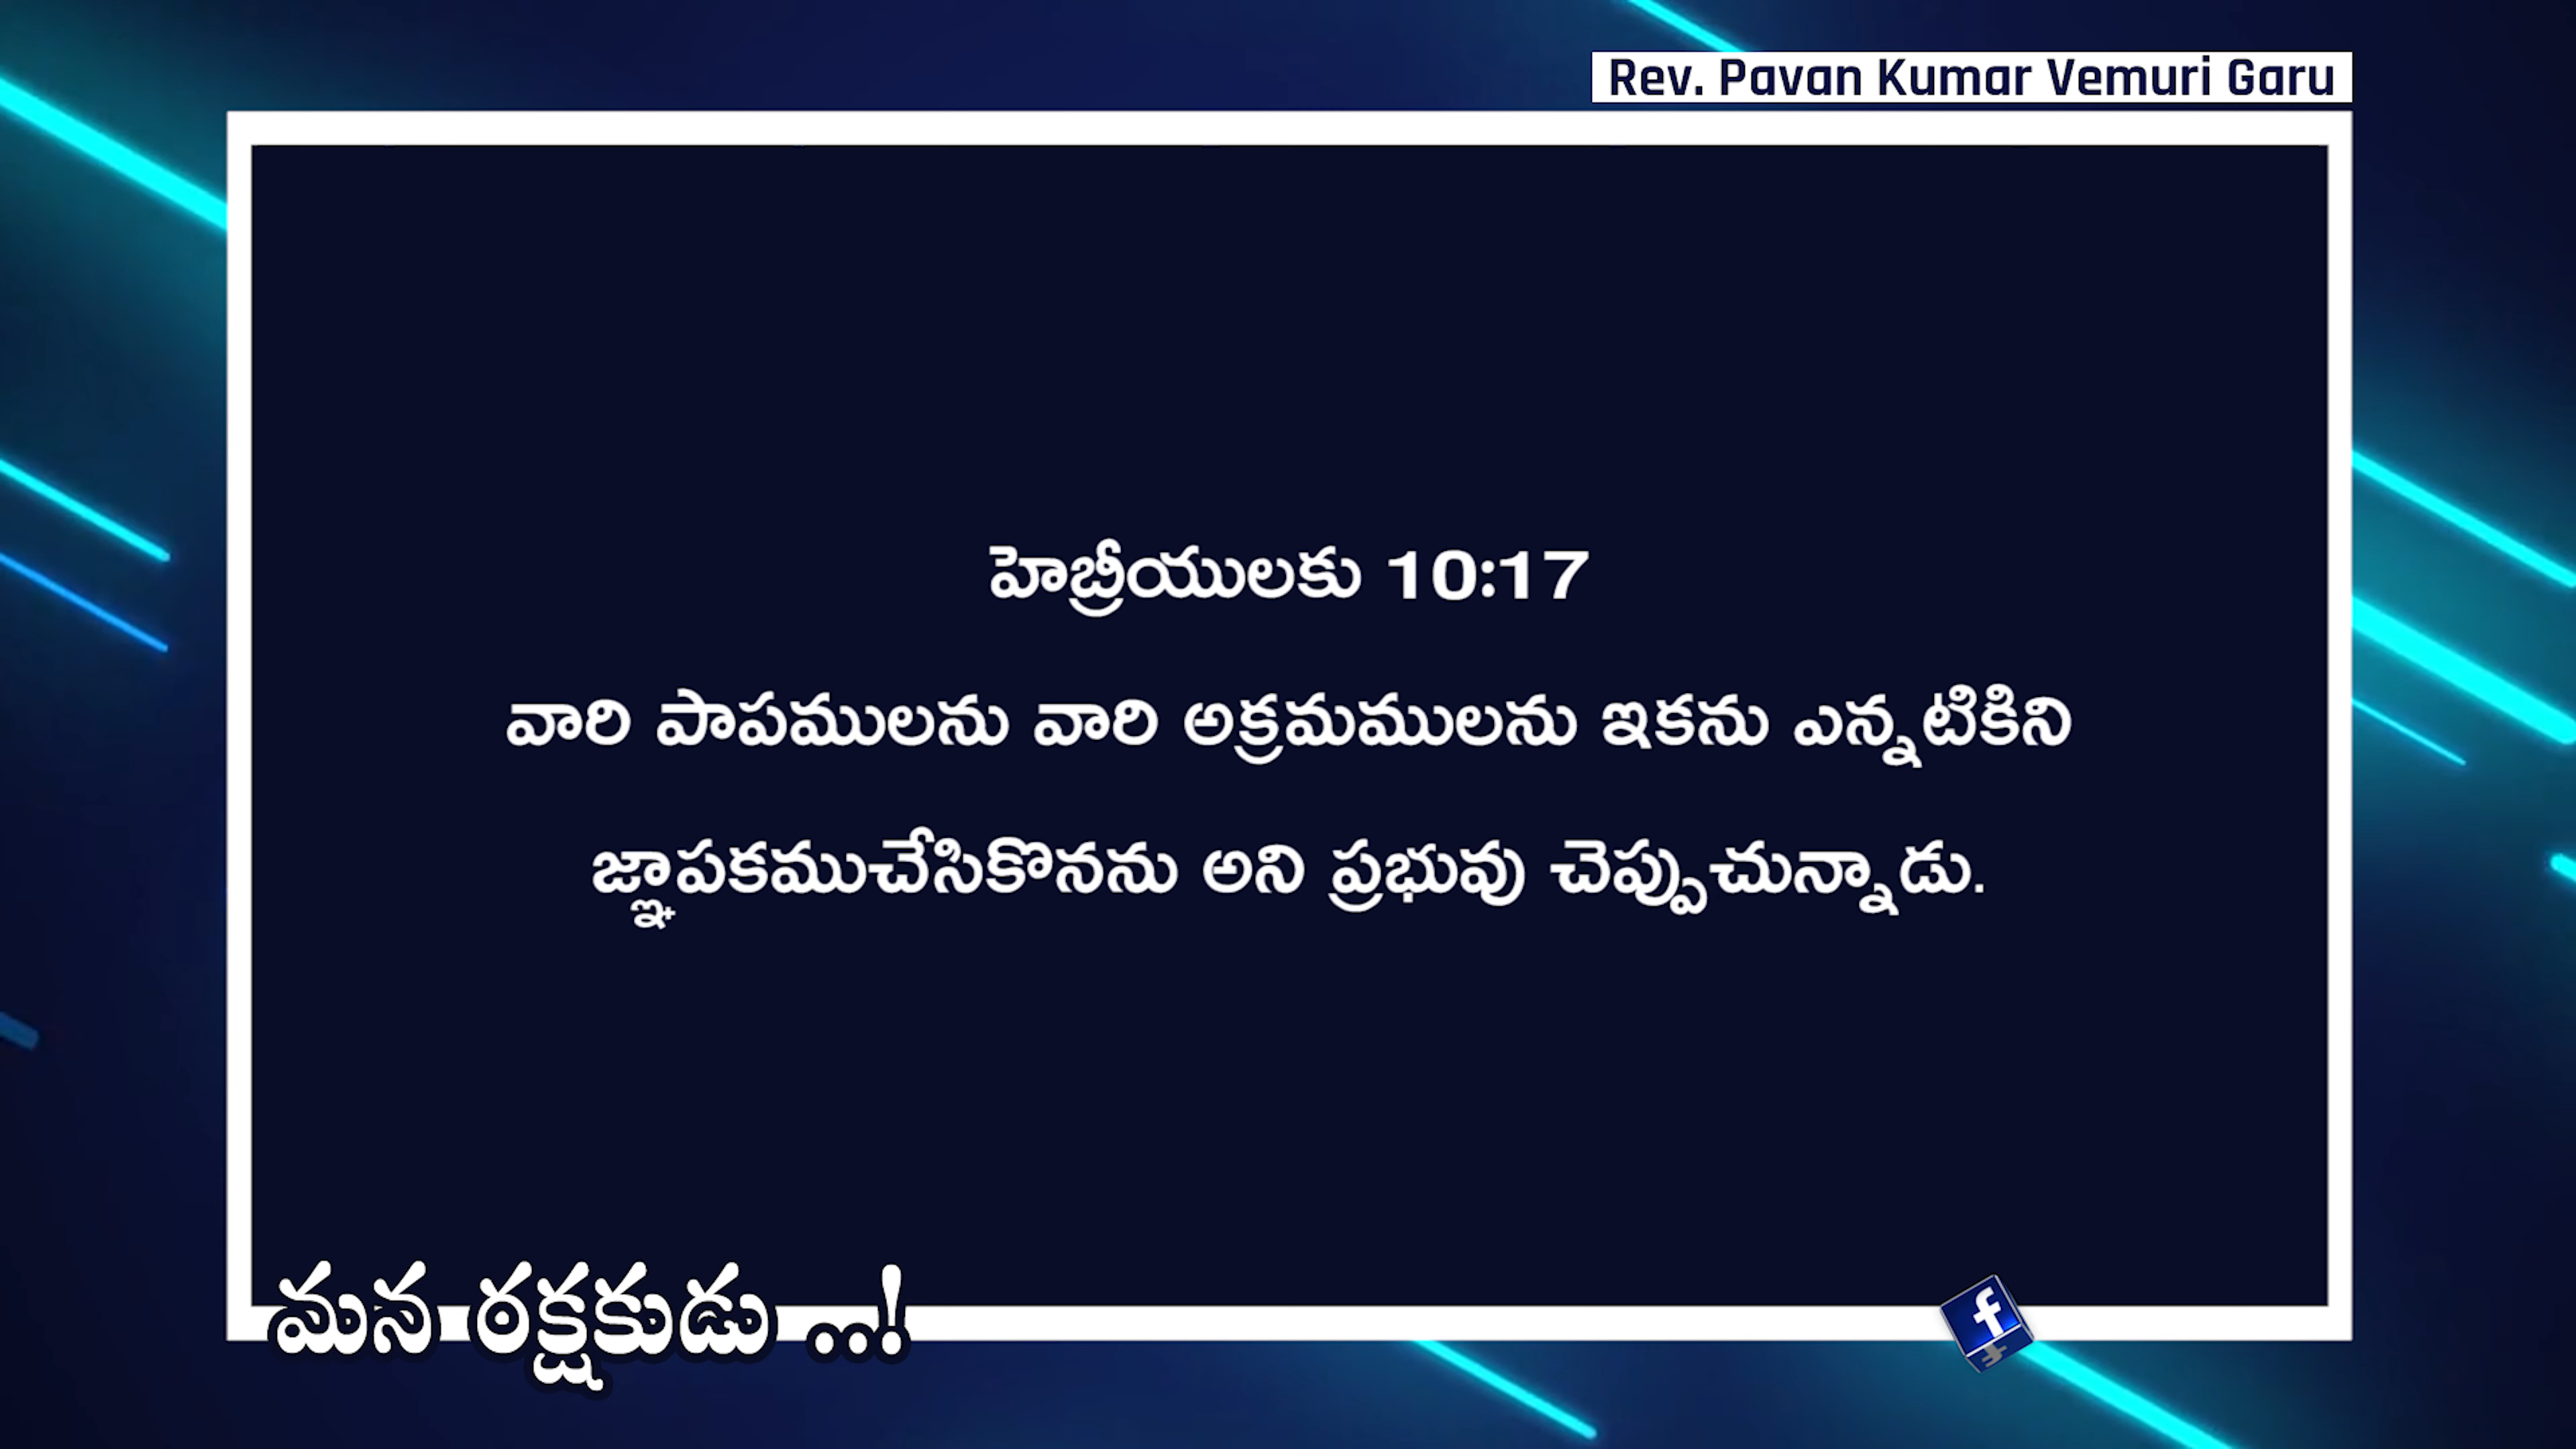 Rev. Pavan Kumar Vemuri Garu
హెబ్రీయులకు 10:17
వారి పాపములను వారి అక్రమములను ఇకను ఎన్నటికిని
జ్ఞాపకముచేసికొనను అని ప్రభువు చెప్పుచున్నాడు.
మన రక్షకుడు ..!
f